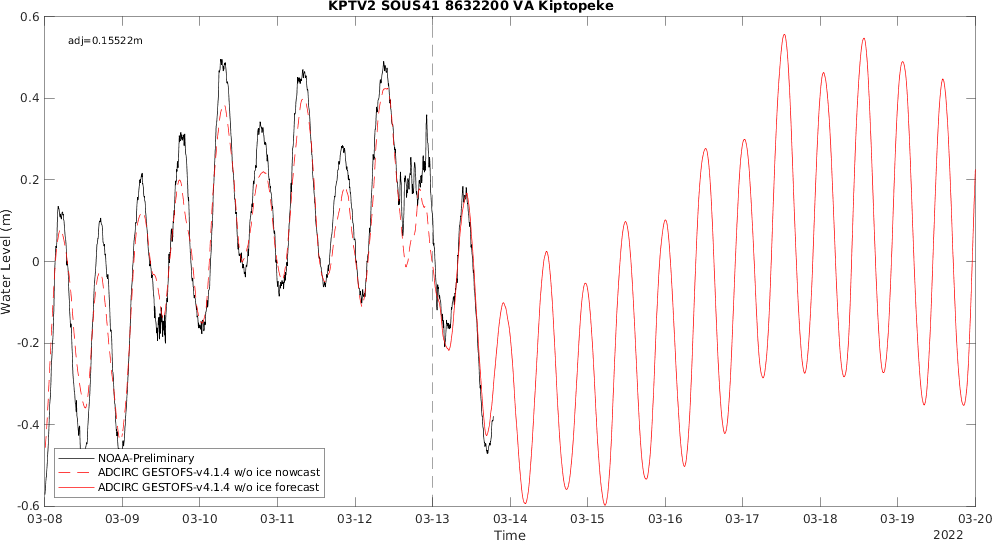 KPTV2 SOUS41 8632200 VA Kiptopeke
adj=0.15522m
Water Level (m)
0.6
0.4
0.2
0
-0.2
-0.4
-0.6
NOAA-Preliminary
ADCIRC GESTOFS-v4.1.4 w/o ice nowcast
ADCIRC GESTOFS-v4.1.4 w/o ice forecast
03-08 03-09 03-10 03-11 03-12 03-13 03-14 03-15 03-16 03-17 03-18 03-19 03-20
Time
2022